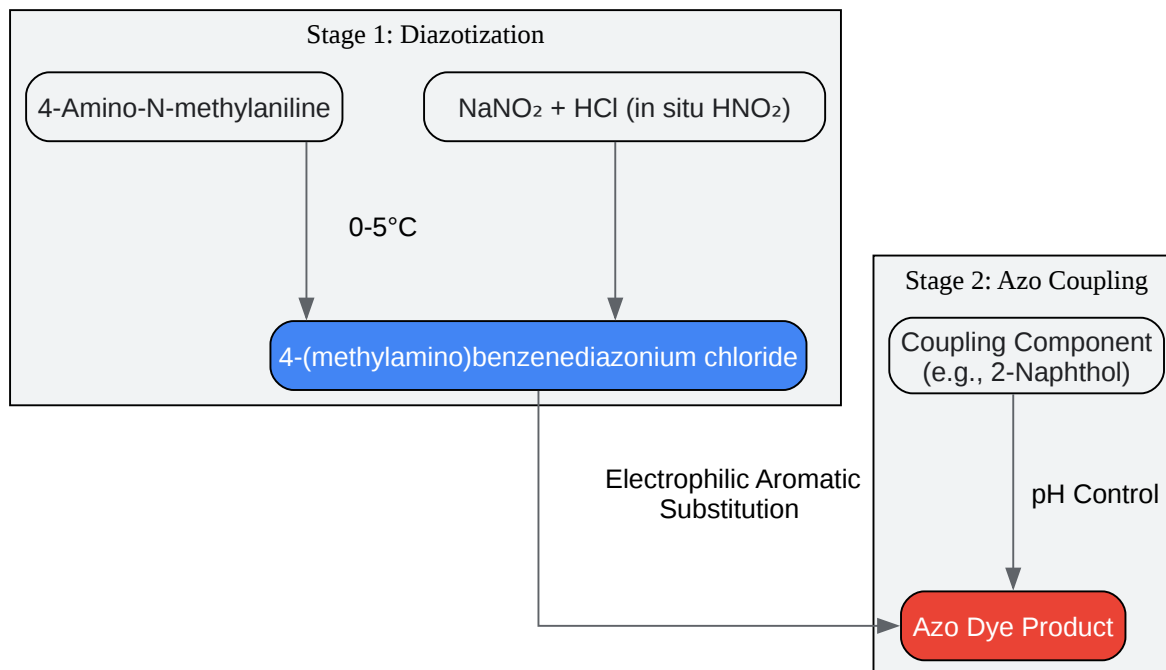 Stage 1: Diazotization
4-Amino-N-methylaniline
NaNO₂ + HCl (in situ HNO₂)
0-5°C
4-(methylamino)benzenediazonium chloride
Stage 2: Azo Coupling
Coupling Component
(e.g., 2-Naphthol)
Electrophilic Aromatic
Substitution
pH Control
Azo Dye Product